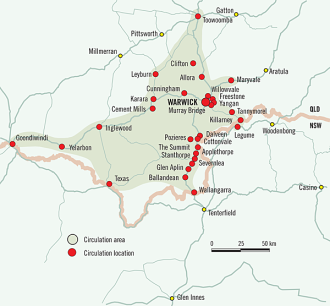 Gatton
Toowoomba
Pittsworth
Millmerran
Clifton
Aratula
Leyburn
Allora
Maryvale
Cunningham
Willowvale
Karara
Freestone
WARWICK
Yangan
Cement Mills
Murray Bridge
Tannymorel
QLD
Killarney
NSW
Inglewood
Goondiwindi
Dalveen
Legume
Woodenbong
Pozieres
Cottonvale
Yelarbon
The Summit
Applethorpe
Stanthorpe
Severnlea
Glen Aplin
Texas
Ballandean
Casino
Wallangarra
Tenterfield
Circulation area
0 25 50 km
Circulation location
Glen Innes